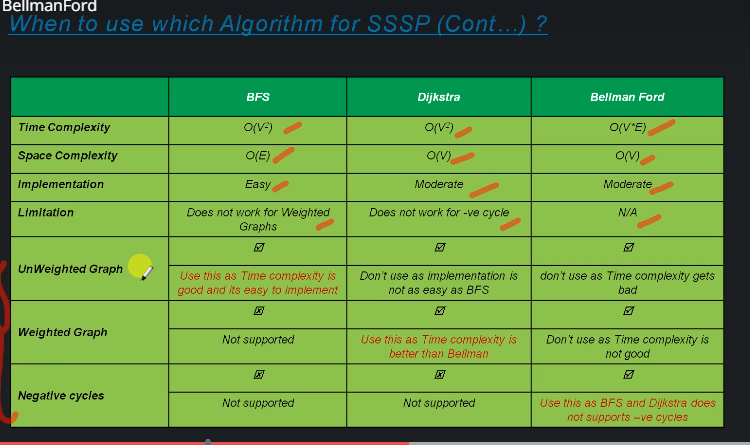 BellmanFord
When to use which Algorithm for SSSP (Cont...) ?
BFS
Dijkstra
Bellman Ford
Time Complexity
O(V²)
O(V²)
O(V*E)
Space Complexity
O(E)
O(V)
O(V)
Implementation
Easy
Moderate
Moderate
Limitation
Does not work for Weighted
Graphs
Does not work for -ve cycle
N/A
UnWeighted Graph
Use this as Time complexity is
good and its easy to implement
Don't use as implementation is
not as easy as BFS
don't use as Time complexity gets
bad
Weighted Graph
Not supported
Use this as Time complexity is
better than Bellman
Don't use as Time complexity is
not good
Negative cycles
Not supported
Not supported
Use this as BFS and Dijkstra does
not supports –ve cycles